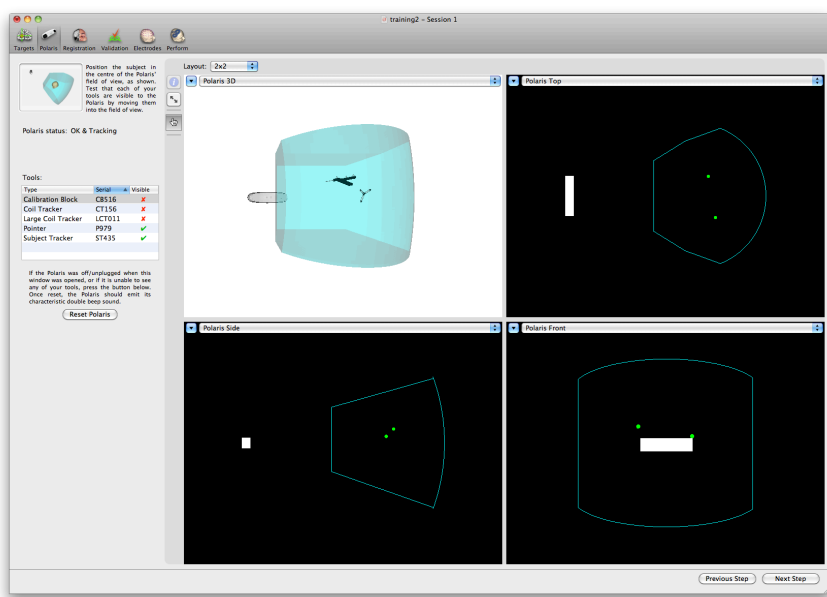 training2 – Session 1
Targets Polaris Registration Validation Electrodes Perform
Position the subject in
the centre of the Polaris'
field of view, as shown.
Test that each of your
tools are visible to the
Polaris by moving them
into the field of view.
Polaris status: OK & Tracking
Tools:
Type Serial Visible
Calibration Block CB516
Coil Tracker CT156
Large Coil Tracker LCT011
Pointer P979
Subject Tracker ST435
If the Polaris was off/unplugged when this
window was opened, or if it is unable to see
any of your tools, press the button below.
Once reset, the Polaris should emit its
characteristic double beep sound.
Reset Polaris
Layout: 2x2
Polaris 3D
Polaris Top
Polaris Side
Polaris Front
Previous Step Next Step